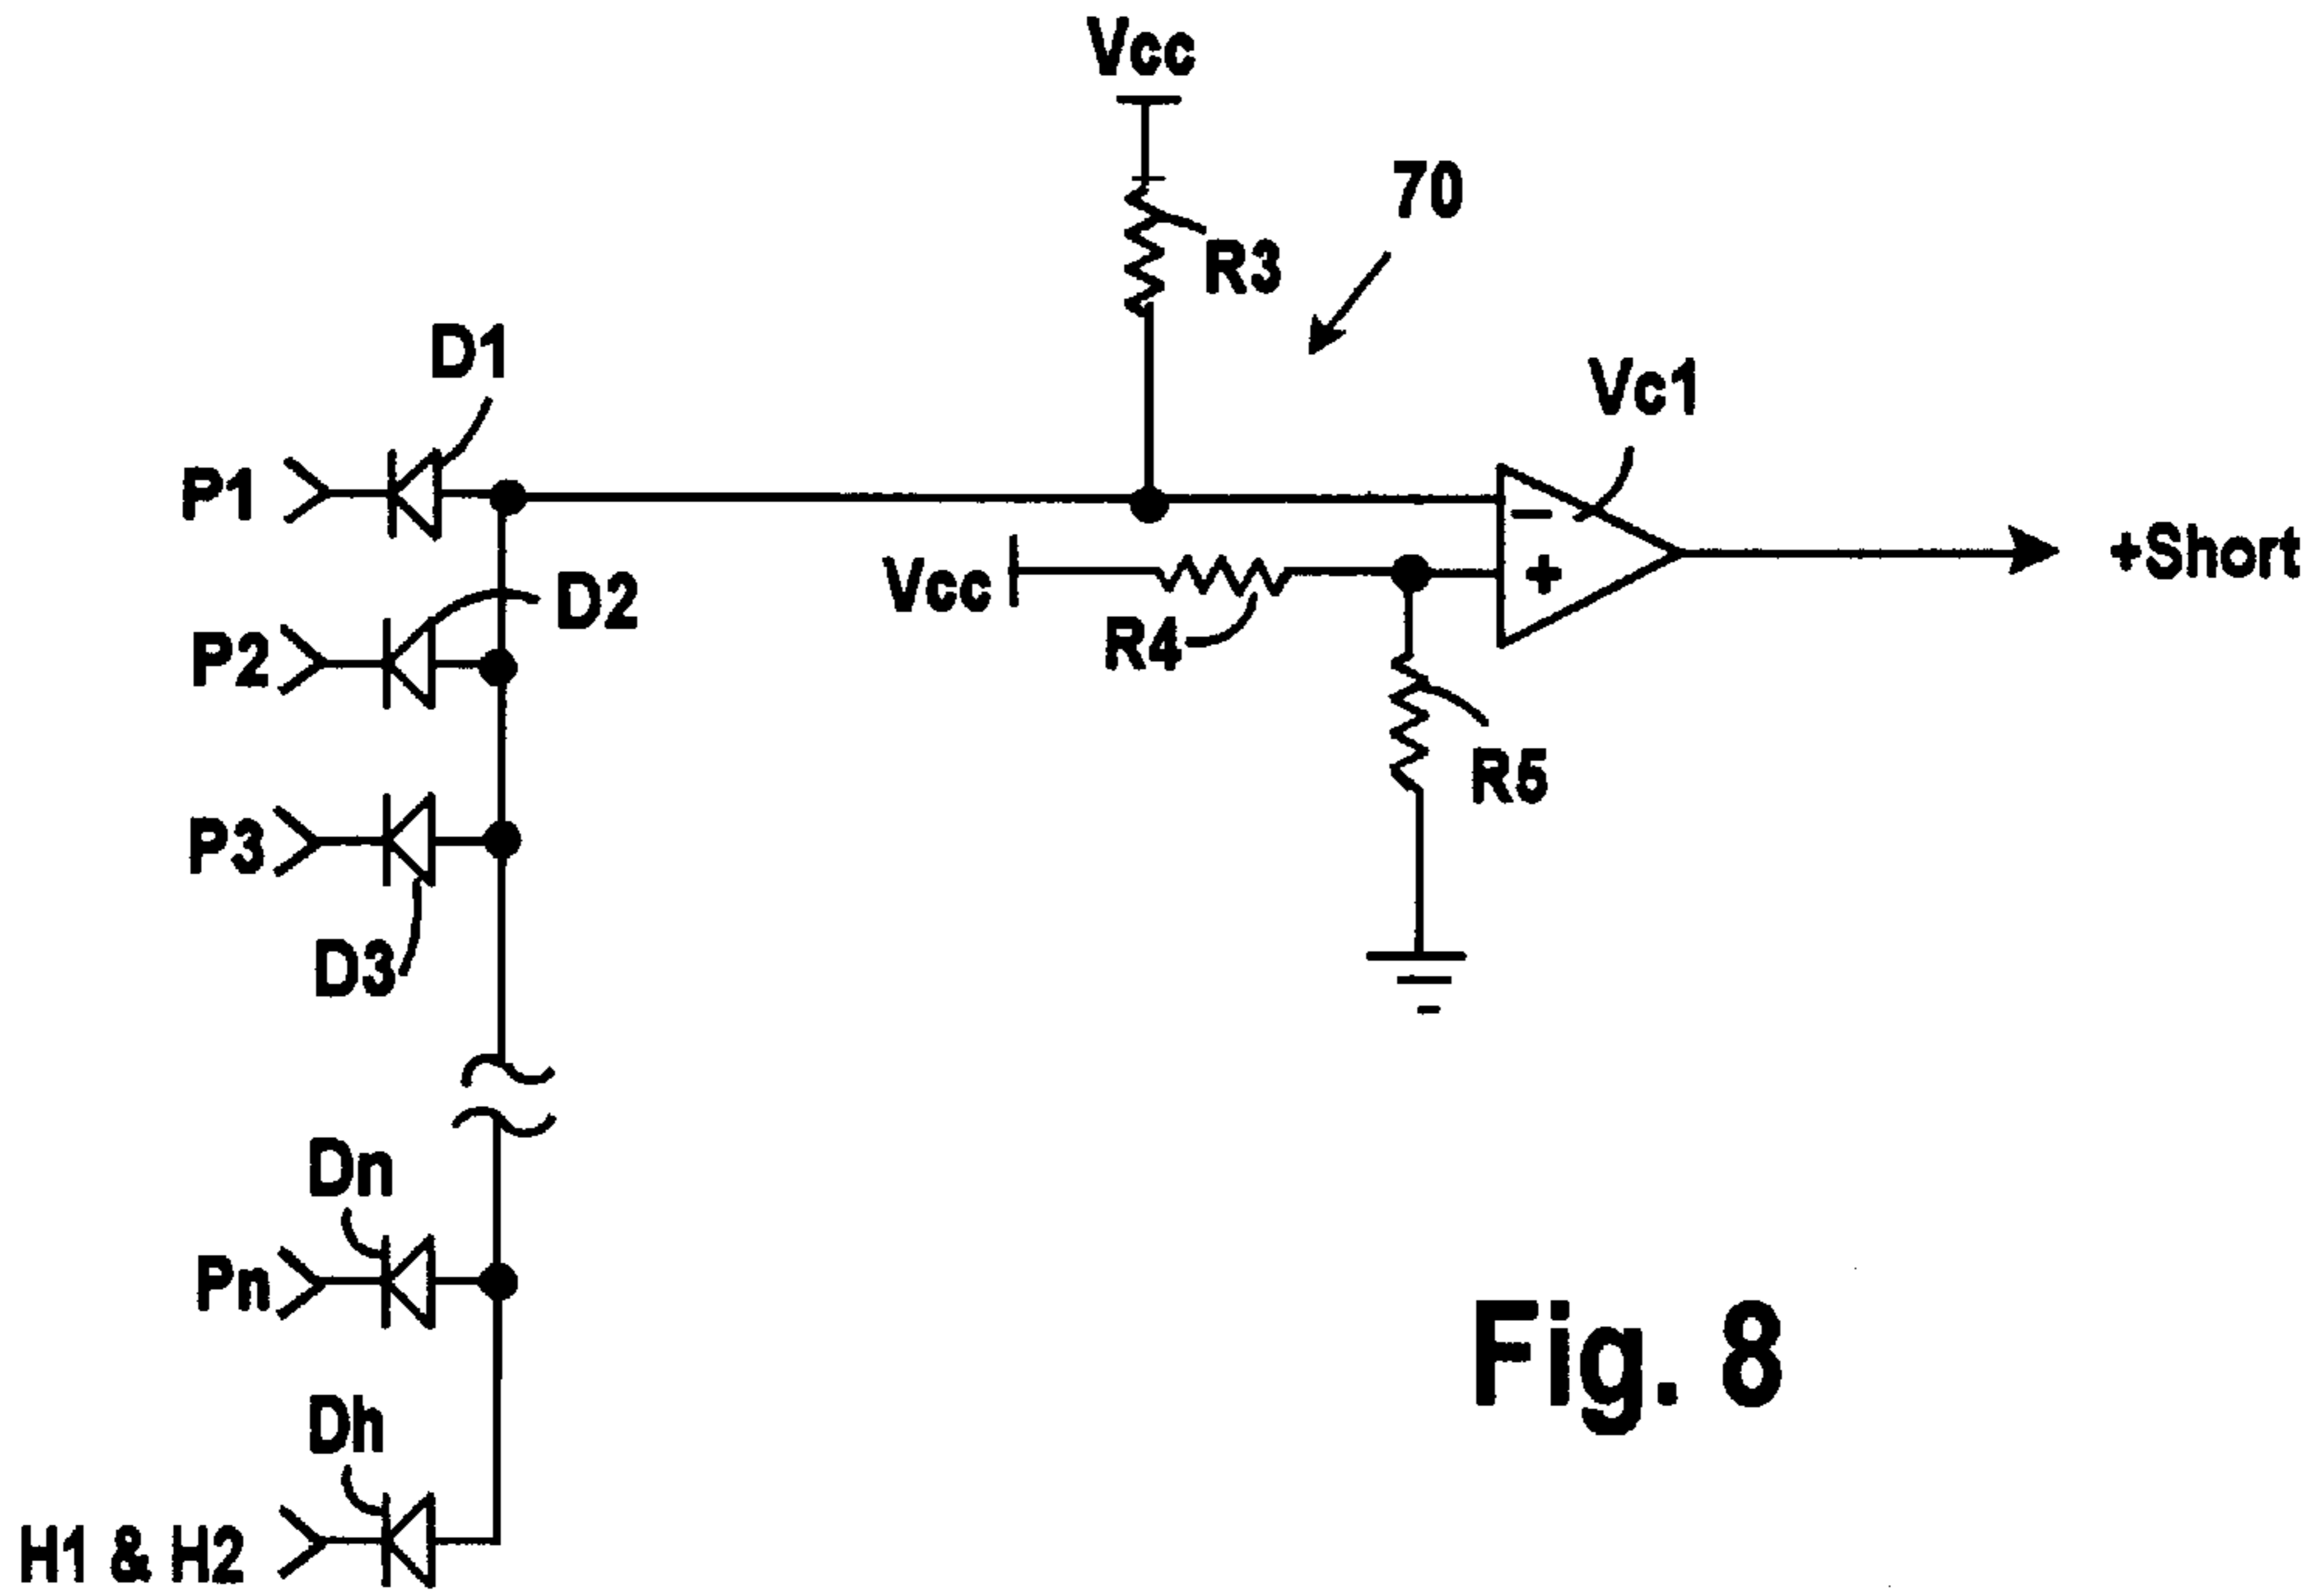 Vcc
70
R3
D1
Vc1
P1
+Short
Vcc
D2
R4
P2
R5
P3
D3
Dn
Pn
Fig. 8
Dh
H1 & H2